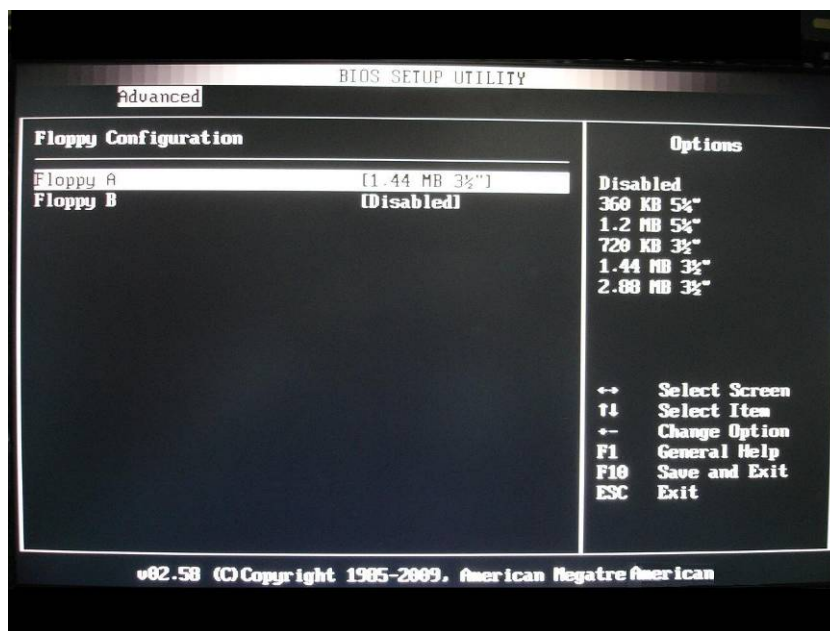 BIOS SETUP UTILITY
Advanced
Floppy Configuration
Floppy A [1.44 MB 3½"]
Floppy B [Disabled]
Options
Disabled
360 KB 5¼"
1.2 MB 5¼"
720 KB 3½"
1.44 MB 3½"
2.88 MB 3½"
↔ Select Screen
↑↓ Select Item
+- Change Option
F1 General Help
F10 Save and Exit
ESC Exit
v02.58 (C)Copyright 1985-2009, American Megatre American